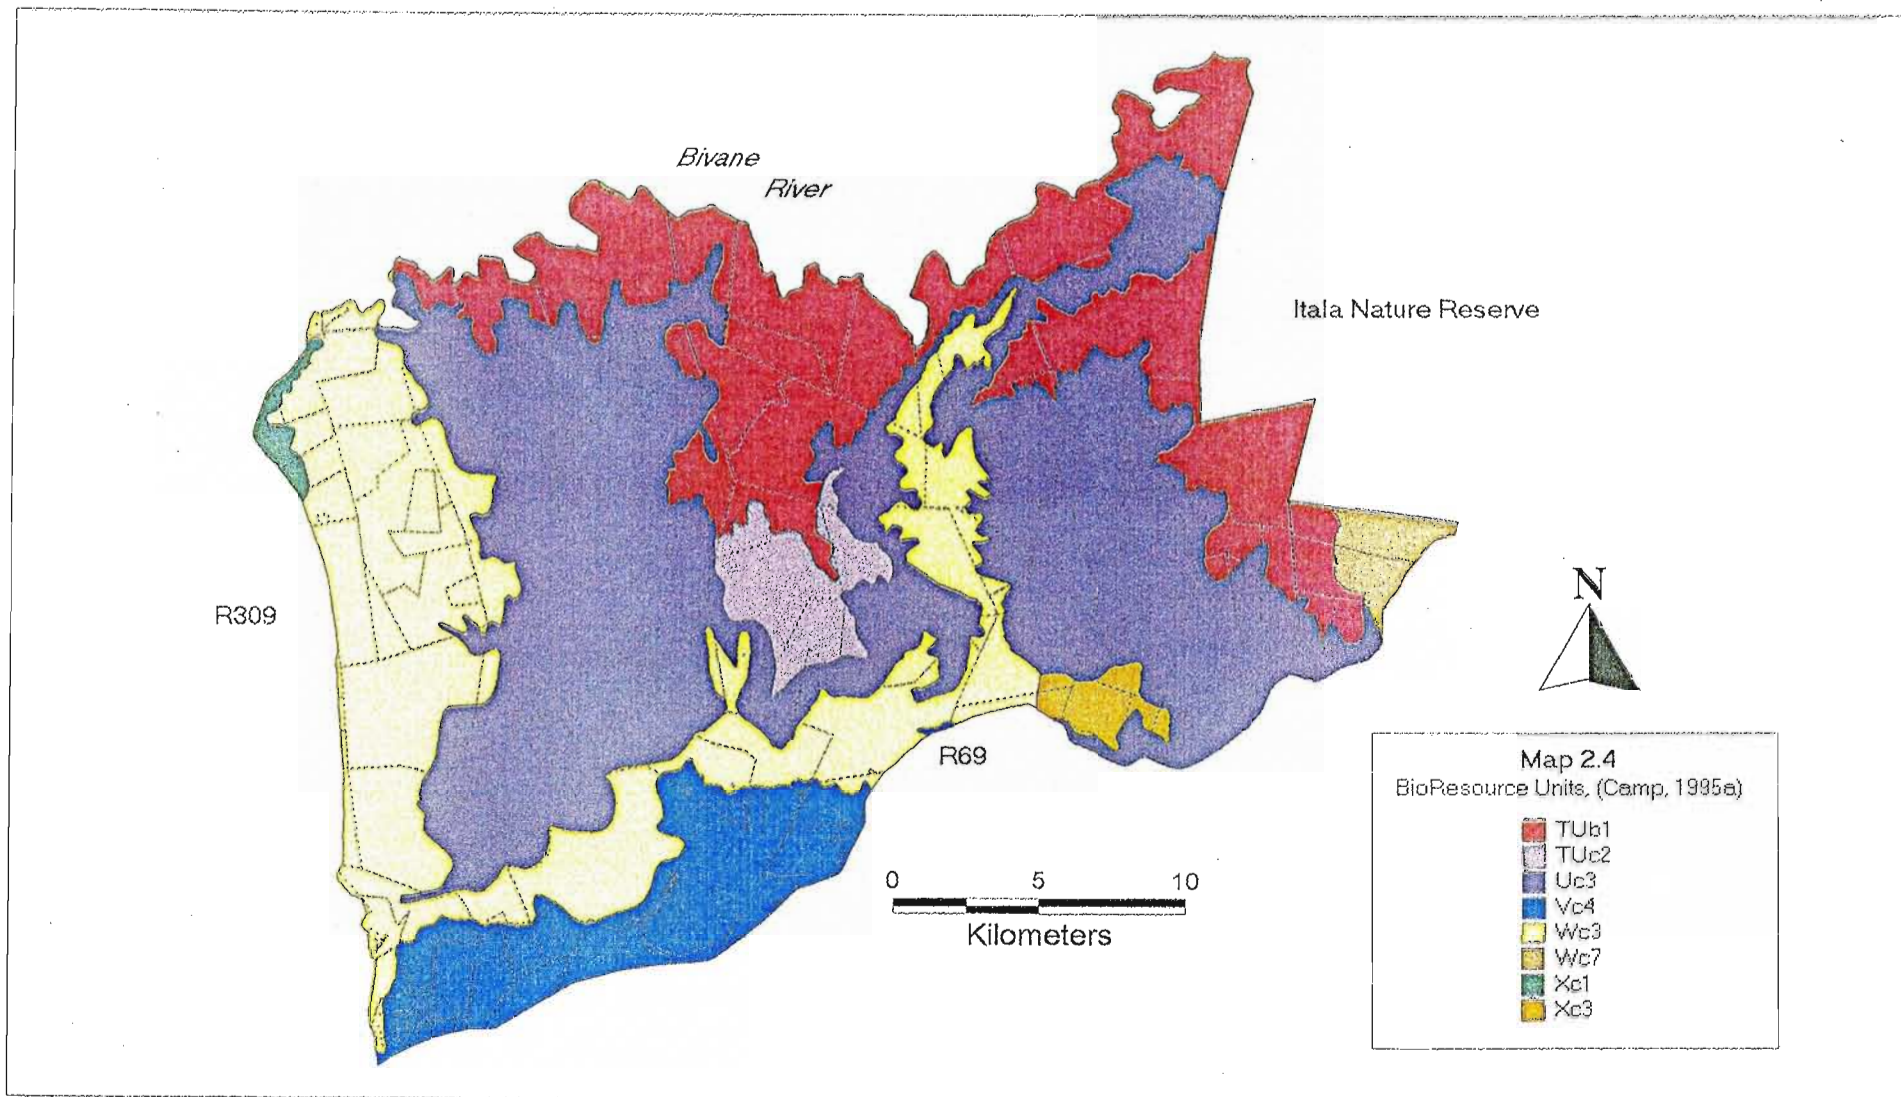 Bivane
River
Itala Nature Reserve
R309
N
R69
0 5 10
Kilometers
Map 2.4
BioResource Units, (Camp, 1995a)
TUb1
TUc2
Uc3
Vc4
Wc3
Wc7
Xc1
Xc3